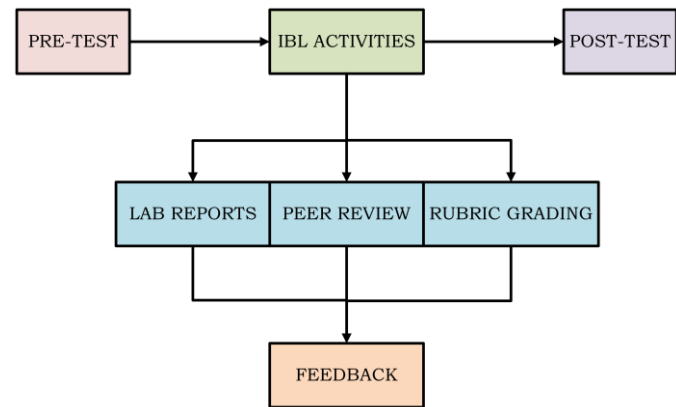 PRE-TEST
IBL ACTIVITIES
POST-TEST
LAB REPORTS
PEER REVIEW
RUBRIC GRADING
FEEDBACK